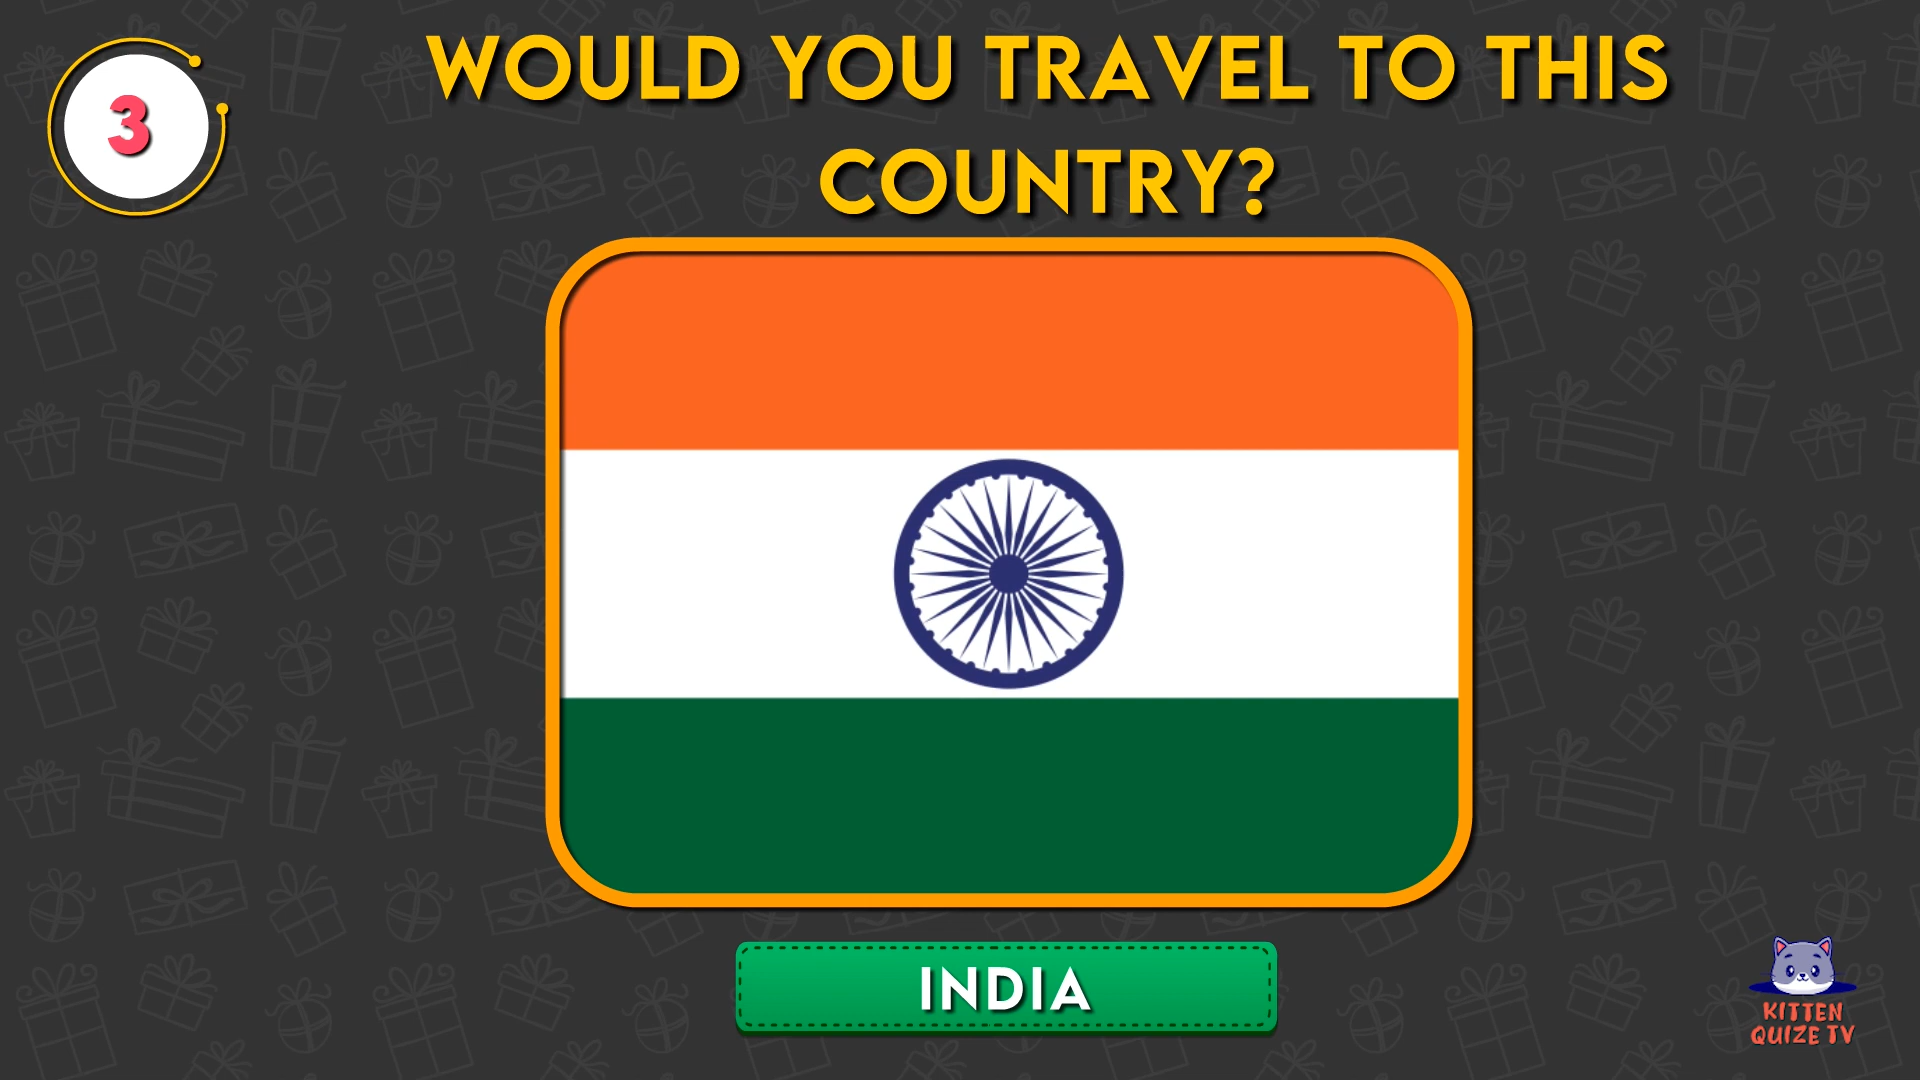 3
WOULD YOU TRAVEL TO THIS
COUNTRY?
INDIA
KITTEN
QUIZE TV